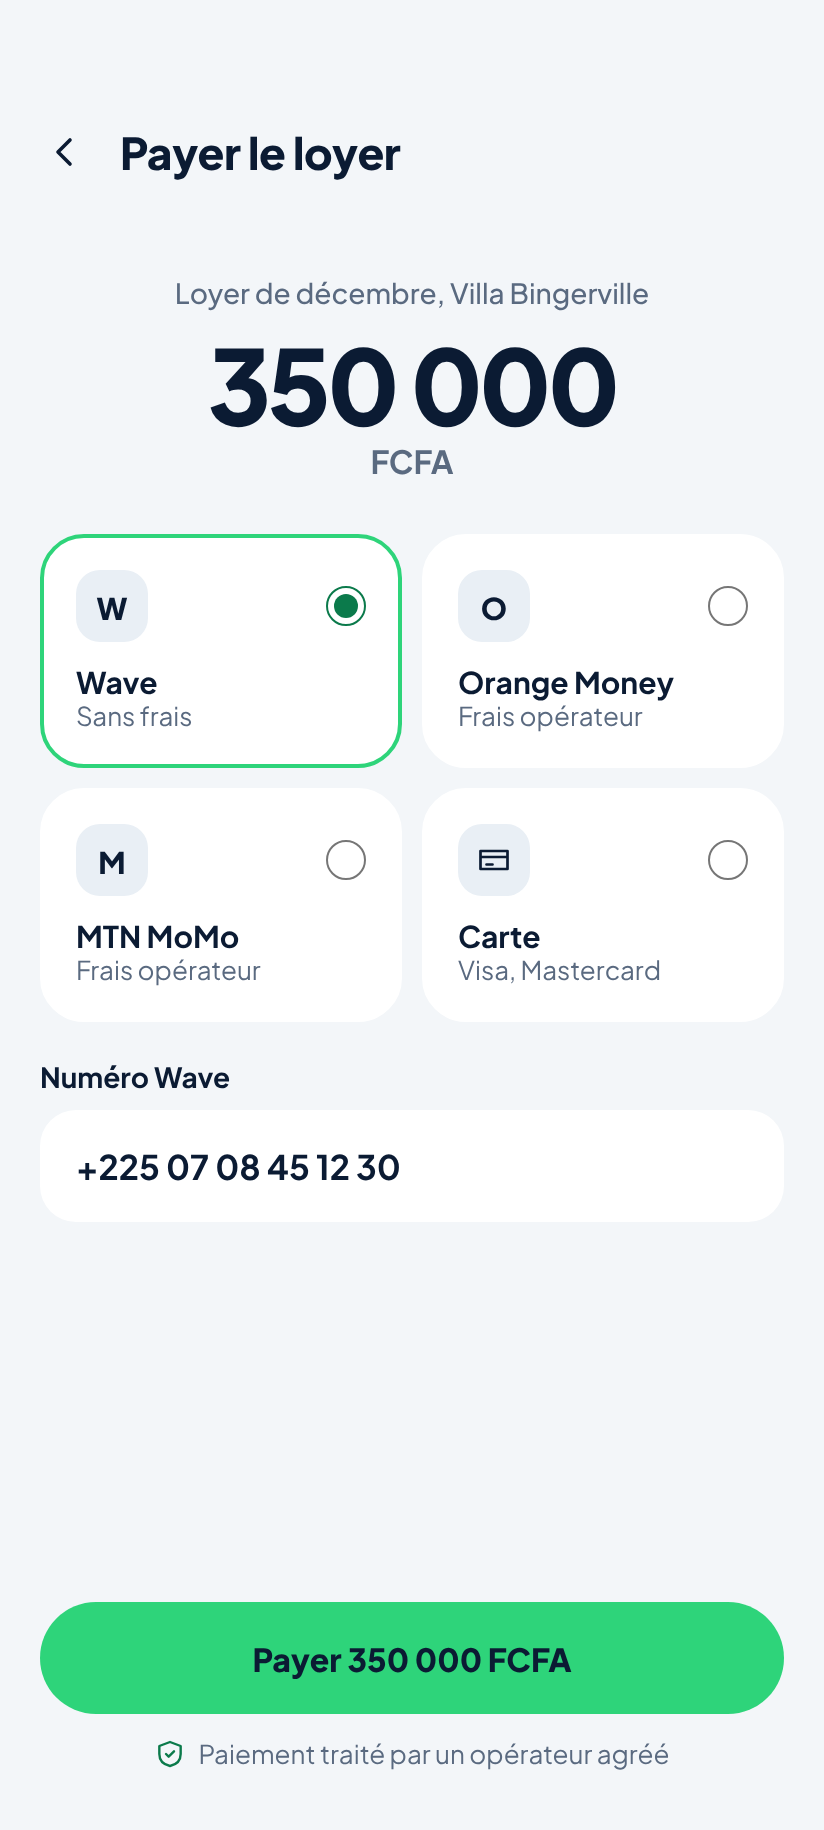 Payer le loyer
Loyer de décembre, Villa Bingerville
350 000
FCFA
W
Wave
Sans frais
O
Orange Money
Frais opérateur
M
MTN MoMo
Frais opérateur
Carte
Visa, Mastercard
Numéro Wave
+225 07 08 45 12 30
Payer 350 000 FCFA
Paiement traité par un opérateur agréé